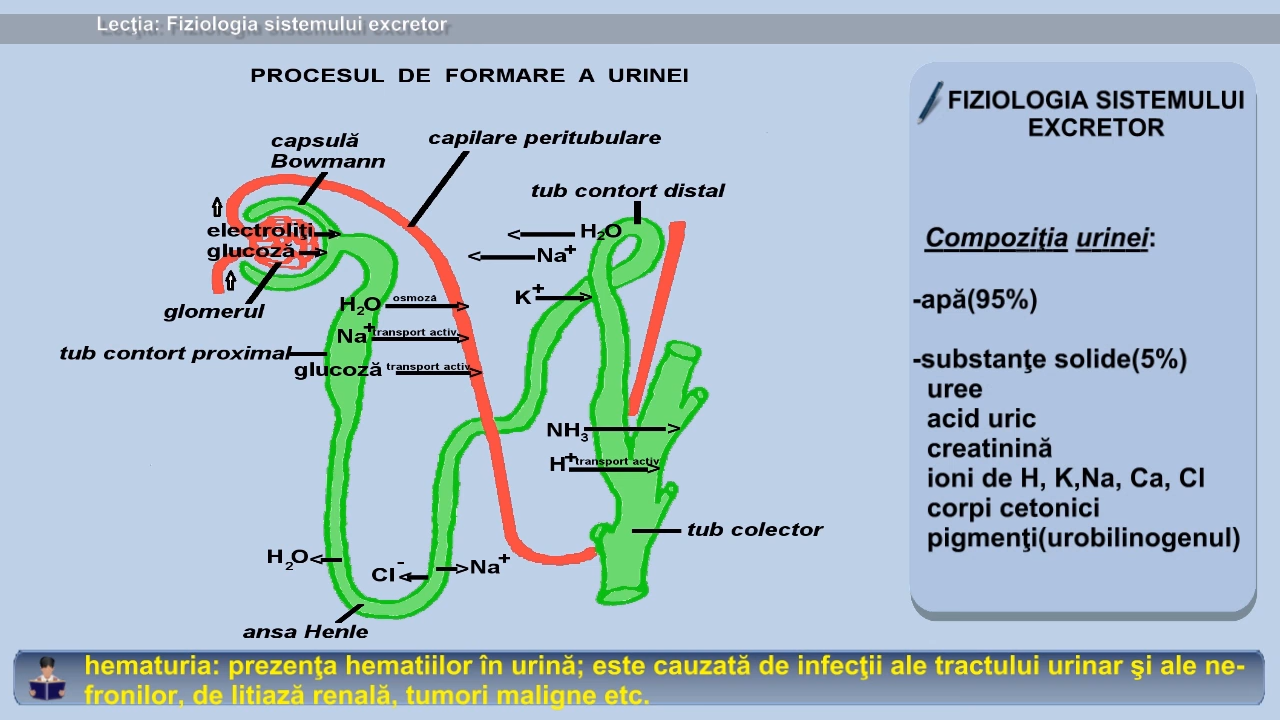 Lecţia: Fiziologia sistemului excretor
PROCESUL DE FORMARE A URINEI
capsulă
Bowmann
capilare peritubulare
tub contort distal
electroliţi
glucoză
glomerul
H₂O
Na⁺
K⁺
H₂O osmoză
Na⁺ transport activ
glucoză transport activ
tub contort proximal
NH₃
H⁺ transport activ
tub colector
H₂O
Cl⁻
Na⁺
ansa Henle
FIZIOLOGIA SISTEMULUI
EXCRETOR
Compoziţia urinei:
-apă(95%)
-substanţe solide(5%)
uree
acid uric
creatinină
ioni de H, K,Na, Ca, Cl
corpi cetonici
pigmenţi(urobilinogenul)
hematuria: prezenţa hematiilor în urină; este cauzată de infecţii ale tractului urinar şi ale ne-
fronilor, de litiază renală, tumori maligne etc.